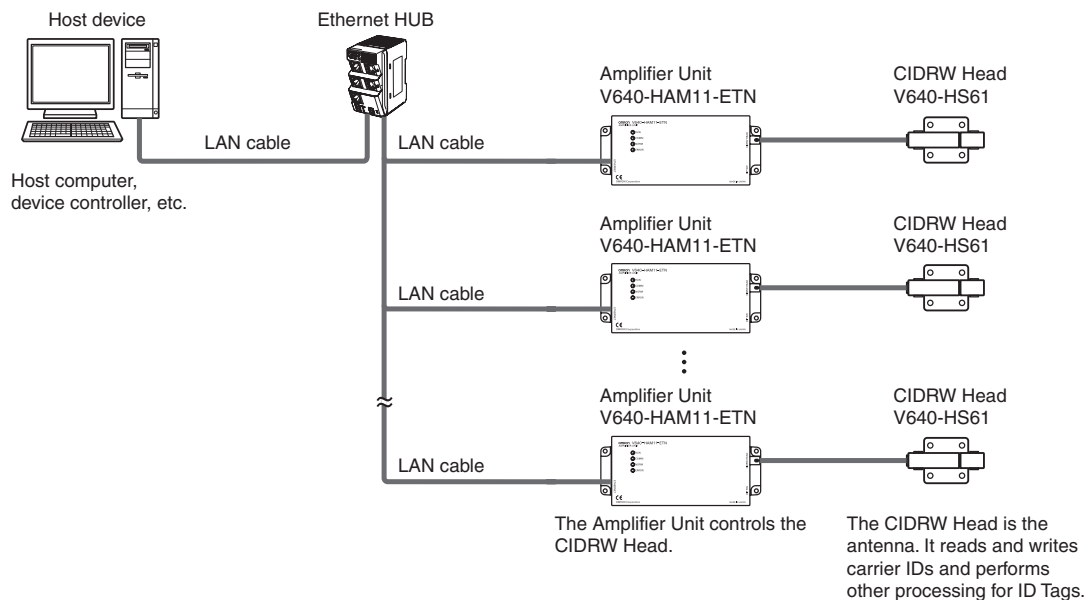 Host device
Ethernet HUB
Amplifier Unit
V640-HAM11-ETN
CIDRW Head
V640-HS61
LAN cable
LAN cable
Host computer,
device controller, etc.
Amplifier Unit
V640-HAM11-ETN
CIDRW Head
V640-HS61
LAN cable
Amplifier Unit
V640-HAM11-ETN
CIDRW Head
V640-HS61
LAN cable
The Amplifier Unit controls the
CIDRW Head.
The CIDRW Head is the
antenna. It reads and writes
carrier IDs and performs
other processing for ID Tags.